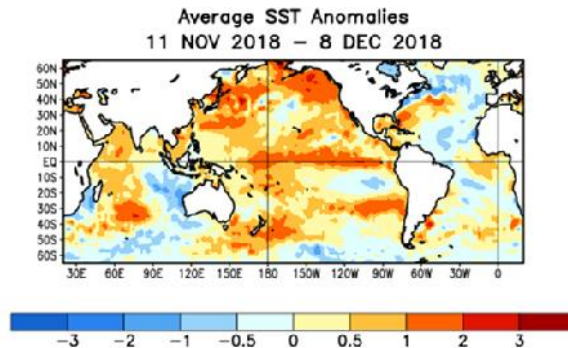 Average SST Anomalies
11 NOV 2018 – 8 DEC 2018
60N
50N
40N
30N
20N
10N
EQ
10S
20S
30S
40S
50S
60S
30E 60E 90E 120E 150E 180 150W 120W 90W 60W 30W 0
-3 -2 -1 -0.5 0 0.5 1 2 3